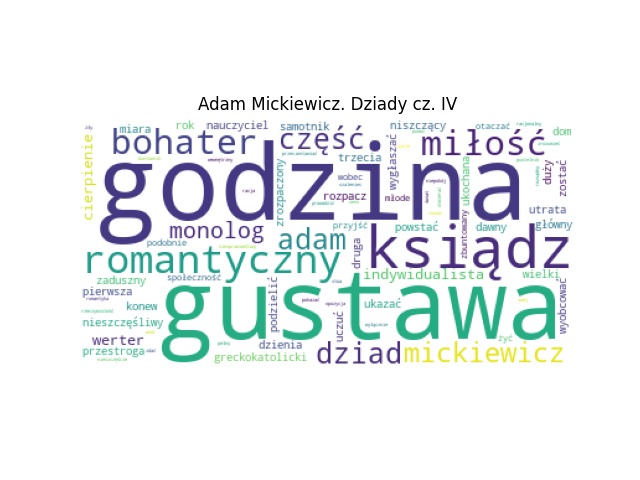 Adam Mickiewicz. Dziady cz. IV
miara rok nauczyciel samotnik niszczący otaczać
bohater część miłość dom
cierpienie godzina trzecia wygłaszać ukochana duży zostać
zrozpaczony wobec rozpacz młode zbuntowany utrata
monolog adam przyjść powstać dawny główny
podobnie druga ksiądz
romantyczny indywidualista wielki
zaduszny społeczność gustawa wyobcować
pierwsza konew podzielić ukazać
nieszczęśliwy uczuć
werter dzienia żyć
przestroga greckokatolicki dziad mickiewicz